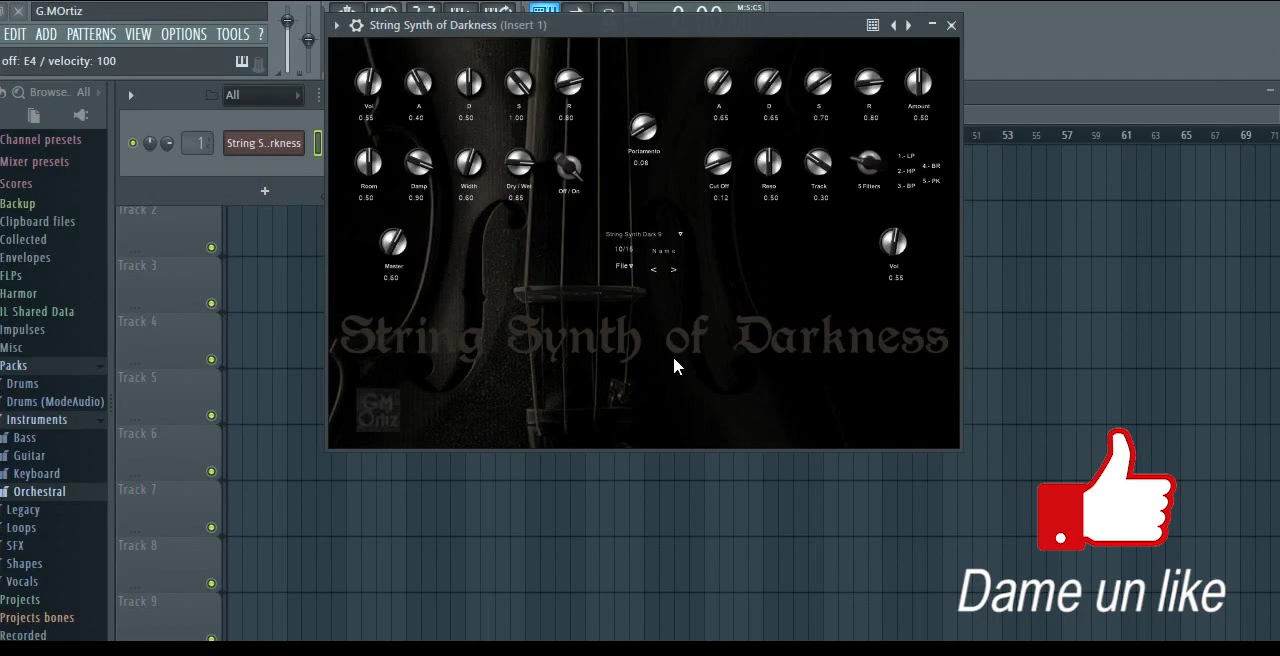 G.MOrtiz
M:S:CS
EDIT ADD PATTERNS VIEW OPTIONS TOOLS ?
off: E4 / velocity: 100
String Synth of Darkness (Insert 1)
Browse.. All
All
1
String S..rkness
+
Channel presets
Mixer presets
Scores
Backup
Clipboard files
Collected
Envelopes
FLPs
Harmor
IL Shared Data
Impulses
Misc
Packs
Drums
Drums (ModeAudio)
Instruments
Bass
Guitar
Keyboard
Orchestral
Legacy
Loops
SFX
Shapes
Vocals
Projects
Projects bones
Recorded
Track 2
Track 3
Track 4
Track 5
Track 6
Track 7
Track 8
Track 9
Vol A D S R
0.55 0.40 0.50 1.00 0.80
Portamento
0.08
A D S R Amount
0.65 0.65 0.70 0.80 0.50
Room Damp Width Dry / Wet Off / On
0.50 0.90 0.60 0.85
Cut Off Reso Track 5 Filters
0.12 0.50 0.30
1.- LP
2.- HP
3.- BP
4.- BR
5.- PK
Master
0.60
String Synth Dark 9
10/16 Name
File < >
Vol
0.55
String Synth of Darkness
GM
Ortiz
51 53 55 57 59 61 63 65 67 69 71
Dame un like